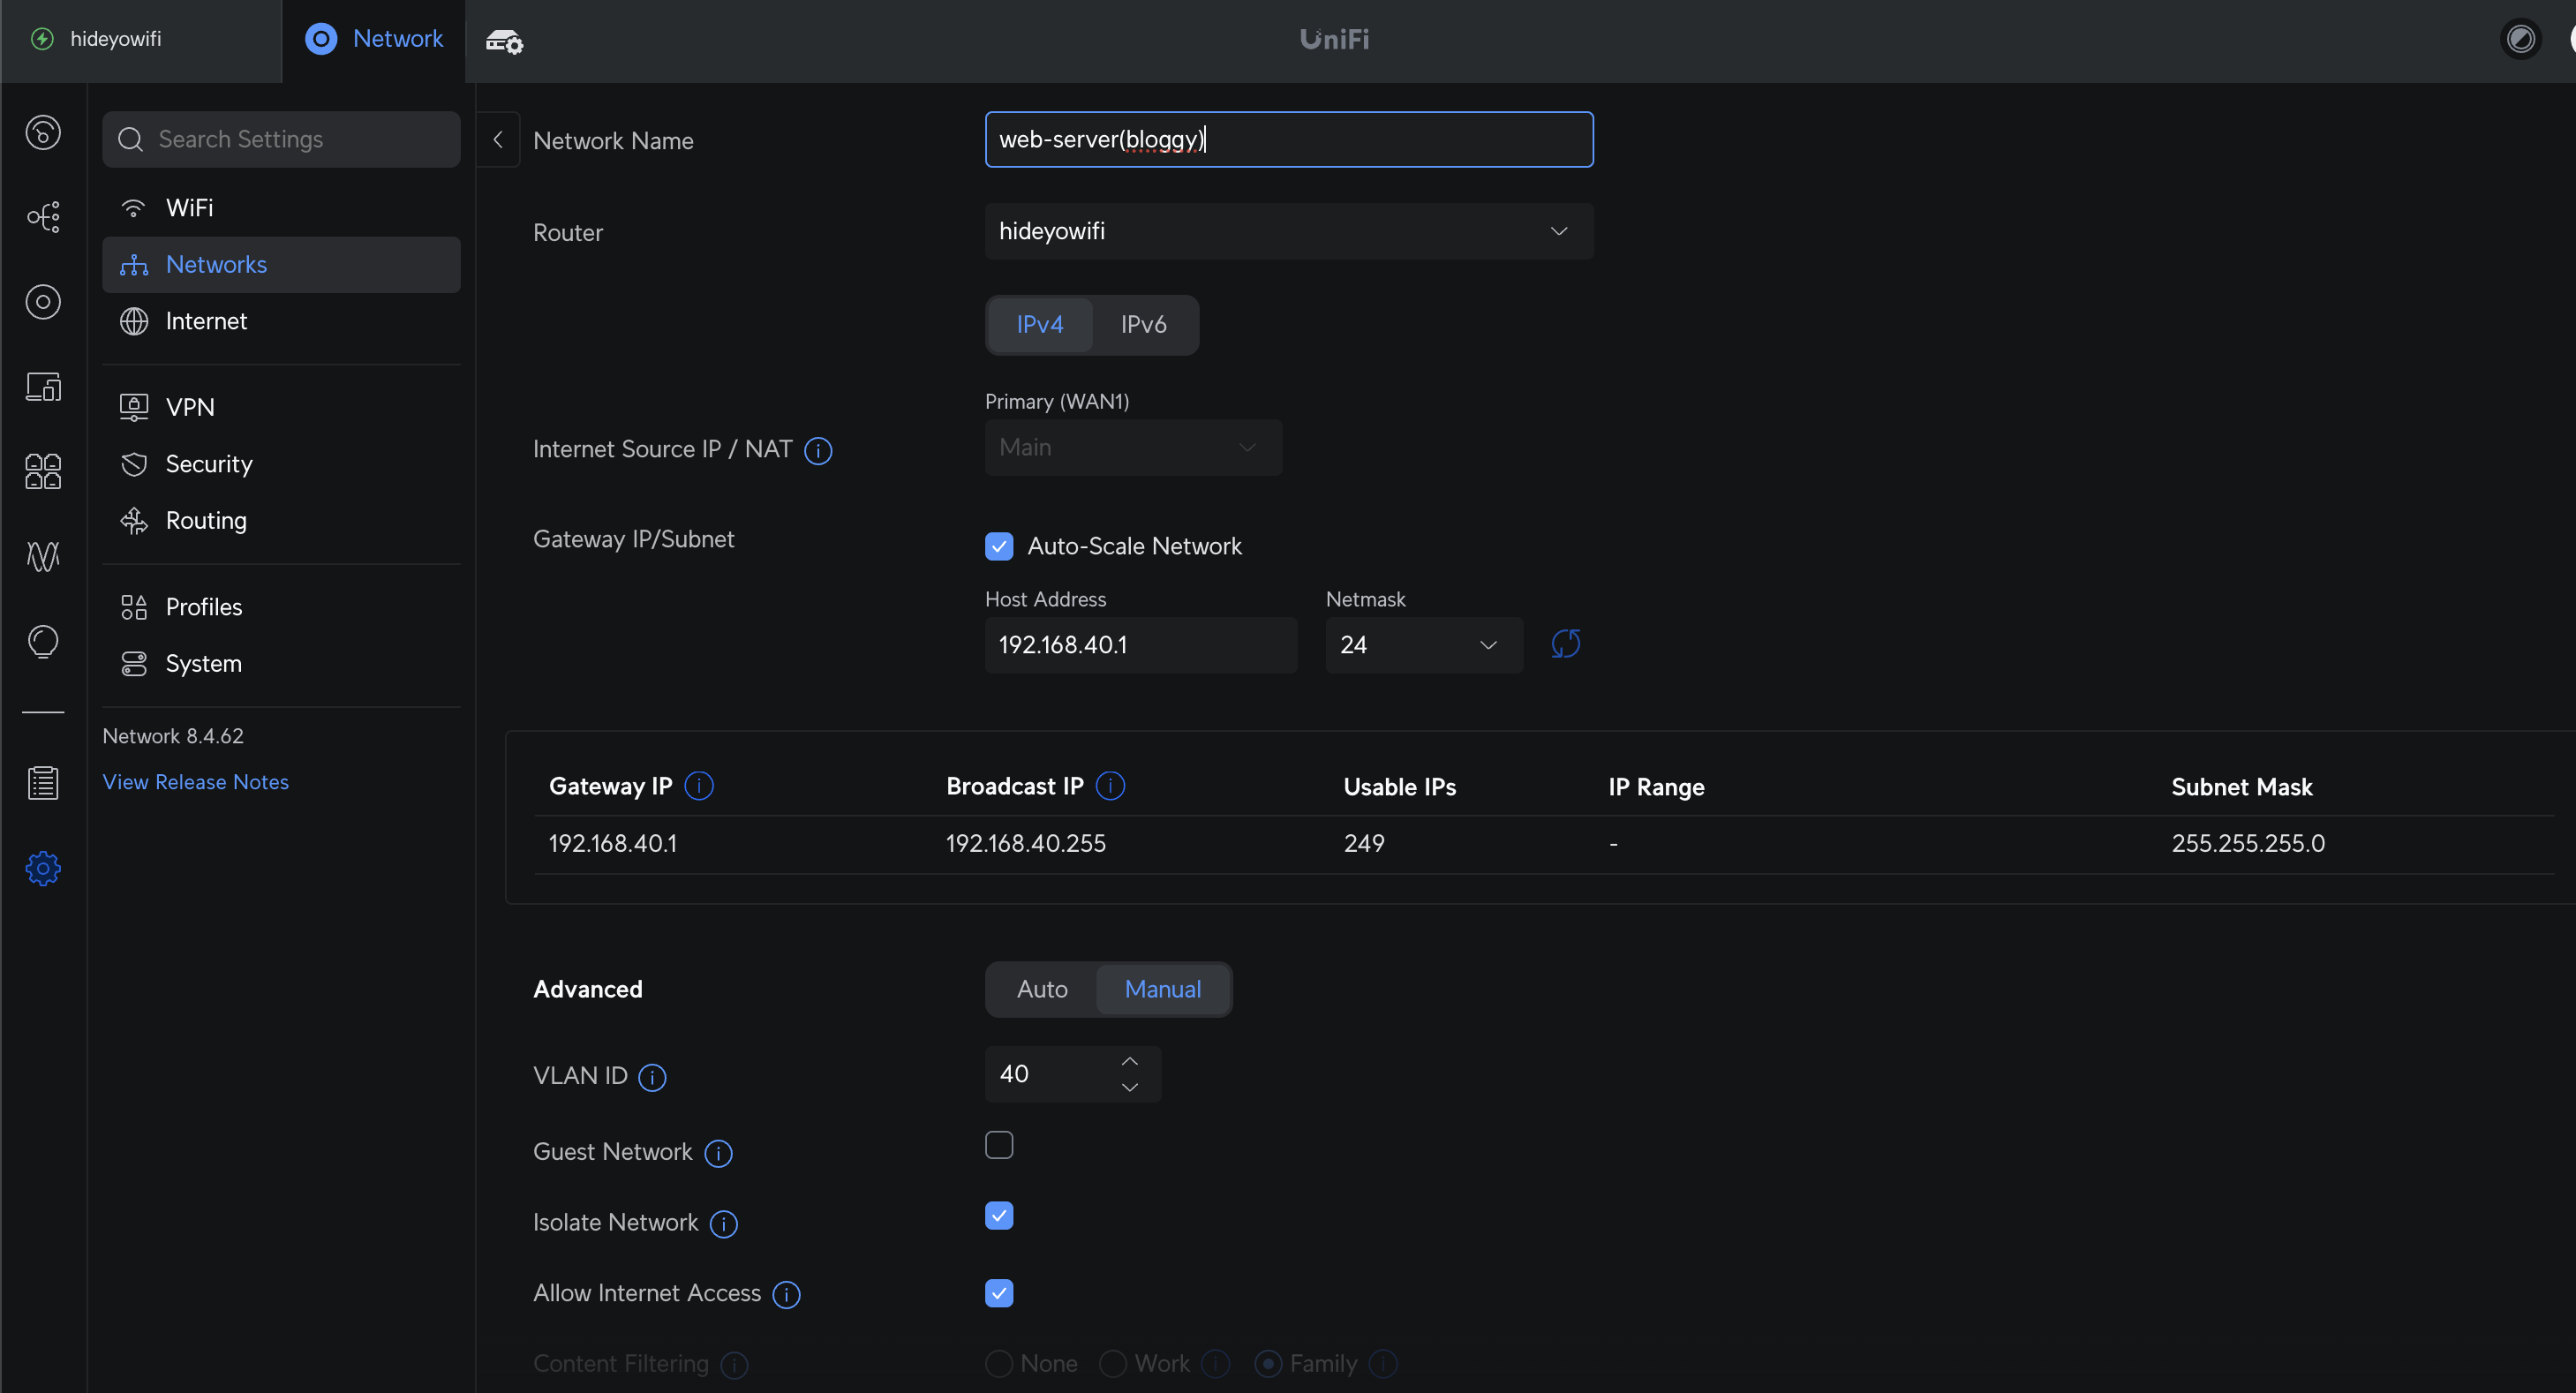 hideyowifi
Network
UniFi
Search Settings
WiFi
Networks
Internet
VPN
Security
Routing
Profiles
System
Network 8.4.62
View Release Notes
Network Name
web-server(bloggy)
Router
hideyowifi
IPv4 IPv6
Primary (WAN1)
Internet Source IP / NAT
Main
Gateway IP/Subnet
Auto-Scale Network
Host Address Netmask
192.168.40.1 24
Gateway IP Broadcast IP Usable IPs IP Range Subnet Mask
192.168.40.1 192.168.40.255 249 - 255.255.255.0
Advanced
Auto Manual
VLAN ID
40
Guest Network
Isolate Network
Allow Internet Access
Content Filtering
None Work Family